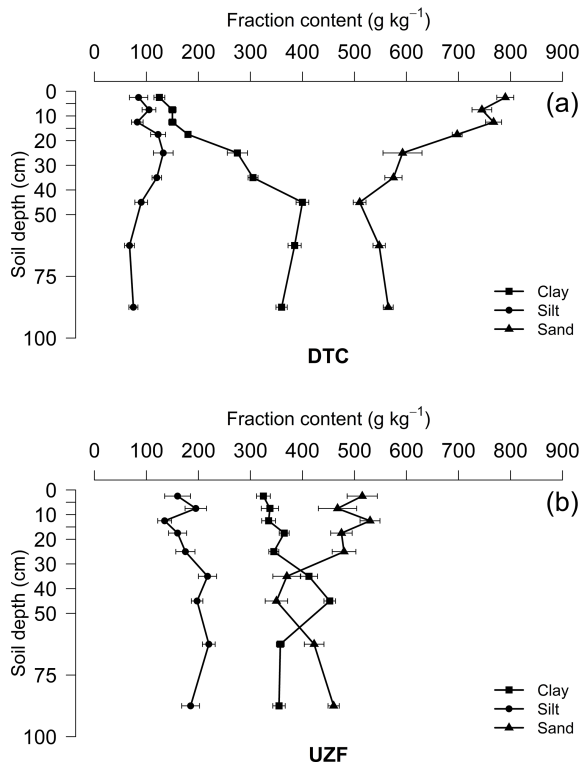 Fraction content (g kg⁻¹)
0 100 200 300 400 500 600 700 800 900
(a)
Soil depth (cm)
0
10
20
30
40
50
75
100
Clay
Silt
Sand
DTC
Fraction content (g kg⁻¹)
0 100 200 300 400 500 600 700 800 900
(b)
Soil depth (cm)
0
10
20
30
40
50
75
100
Clay
Silt
Sand
UZF